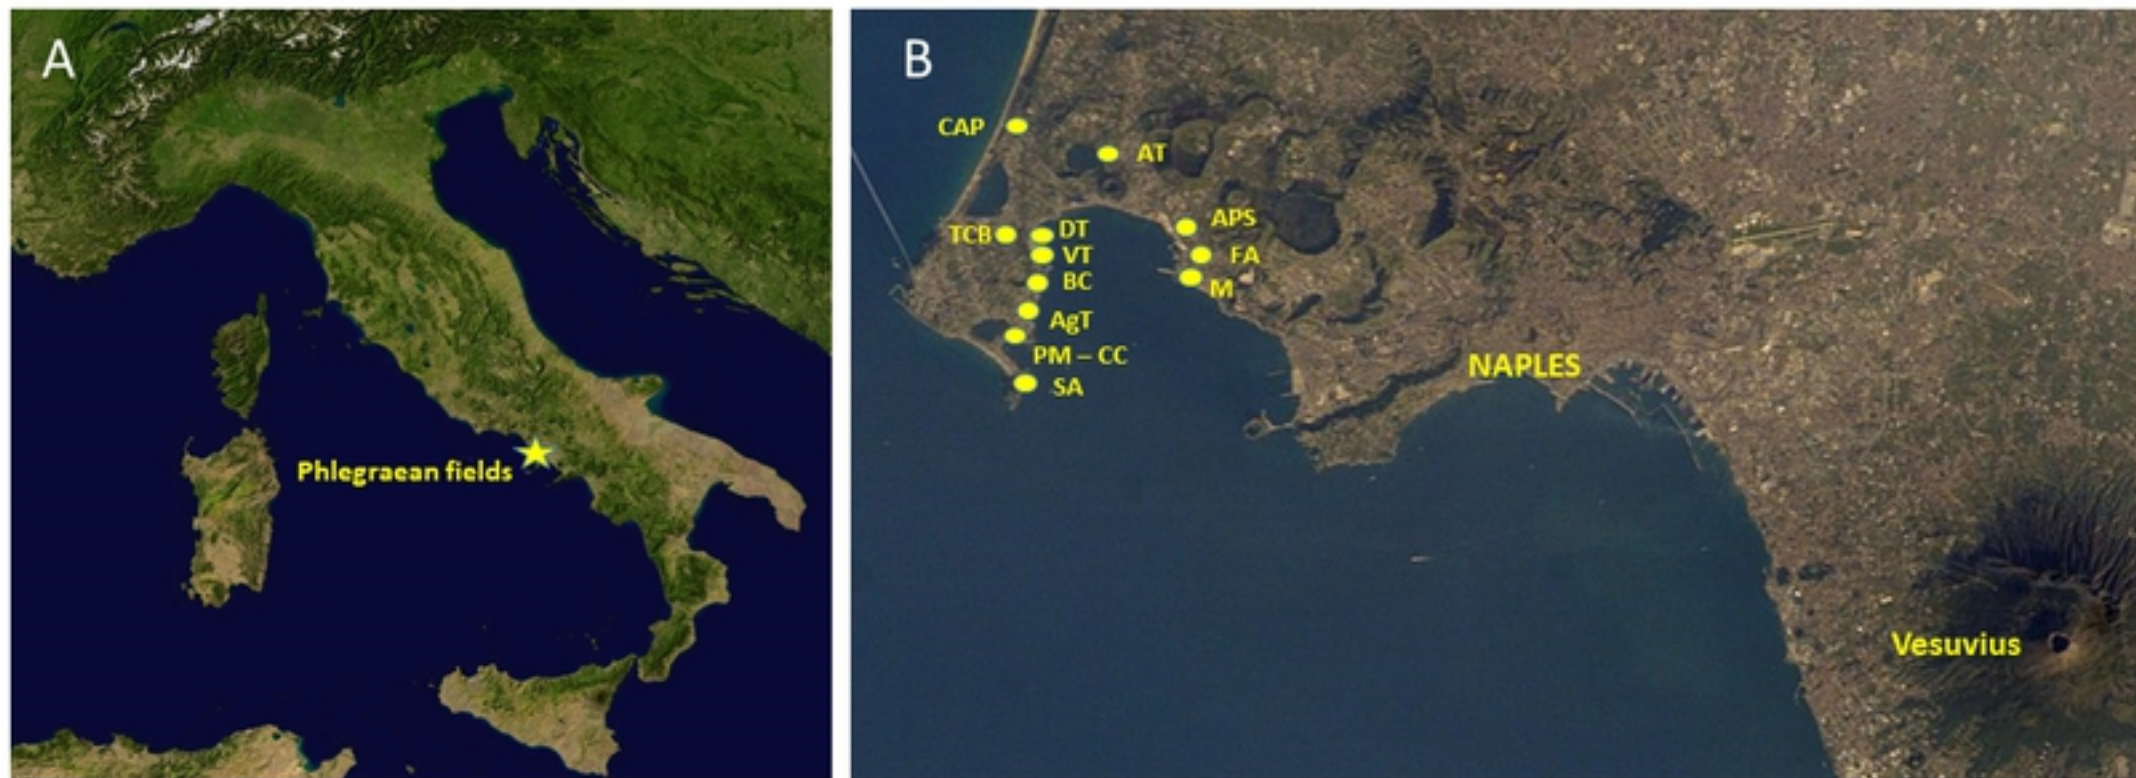 A
Phlegraean fields
B
CAP
AT
APS
TCB
DT
VT
FA
BC
M
AgT
PM – CC
SA
NAPLES
Vesuvius